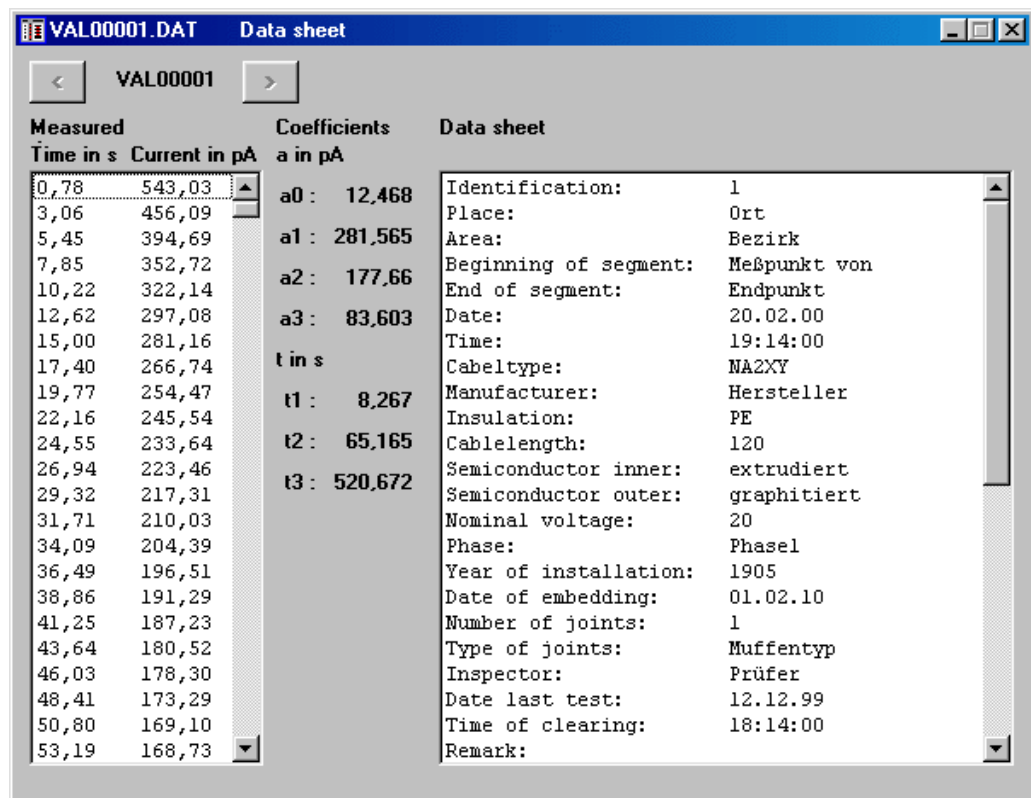 VAL00001.DAT Data sheet
< VAL00001 >
Measured Coefficients Data sheet
Time in s Current in pA a in pA
0,78 543,03
3,06 456,09
5,45 394,69
7,85 352,72
10,22 322,14
12,62 297,08
15,00 281,16
17,40 266,74
19,77 254,47
22,16 245,54
24,55 233,64
26,94 223,46
29,32 217,31
31,71 210,03
34,09 204,39
36,49 196,51
38,86 191,29
41,25 187,23
43,64 180,52
46,03 178,30
48,41 173,29
50,80 169,10
53,19 168,73
a0 : 12,468
a1 : 281,565
a2 : 177,66
a3 : 83,603
t in s
t1 : 8,267
t2 : 65,165
t3 : 520,672
Identification: 1
Place: Ort
Area: Bezirk
Beginning of segment: Meßpunkt von
End of segment: Endpunkt
Date: 20.02.00
Time: 19:14:00
Cabeltype: NA2XY
Manufacturer: Hersteller
Insulation: PE
Cablelength: 120
Semiconductor inner: extrudiert
Semiconductor outer: graphitiert
Nominal voltage: 20
Phase: Phase1
Year of installation: 1905
Date of embedding: 01.02.10
Number of joints: 1
Type of joints: Muffentyp
Inspector: Prüfer
Date last test: 12.12.99
Time of clearing: 18:14:00
Remark: